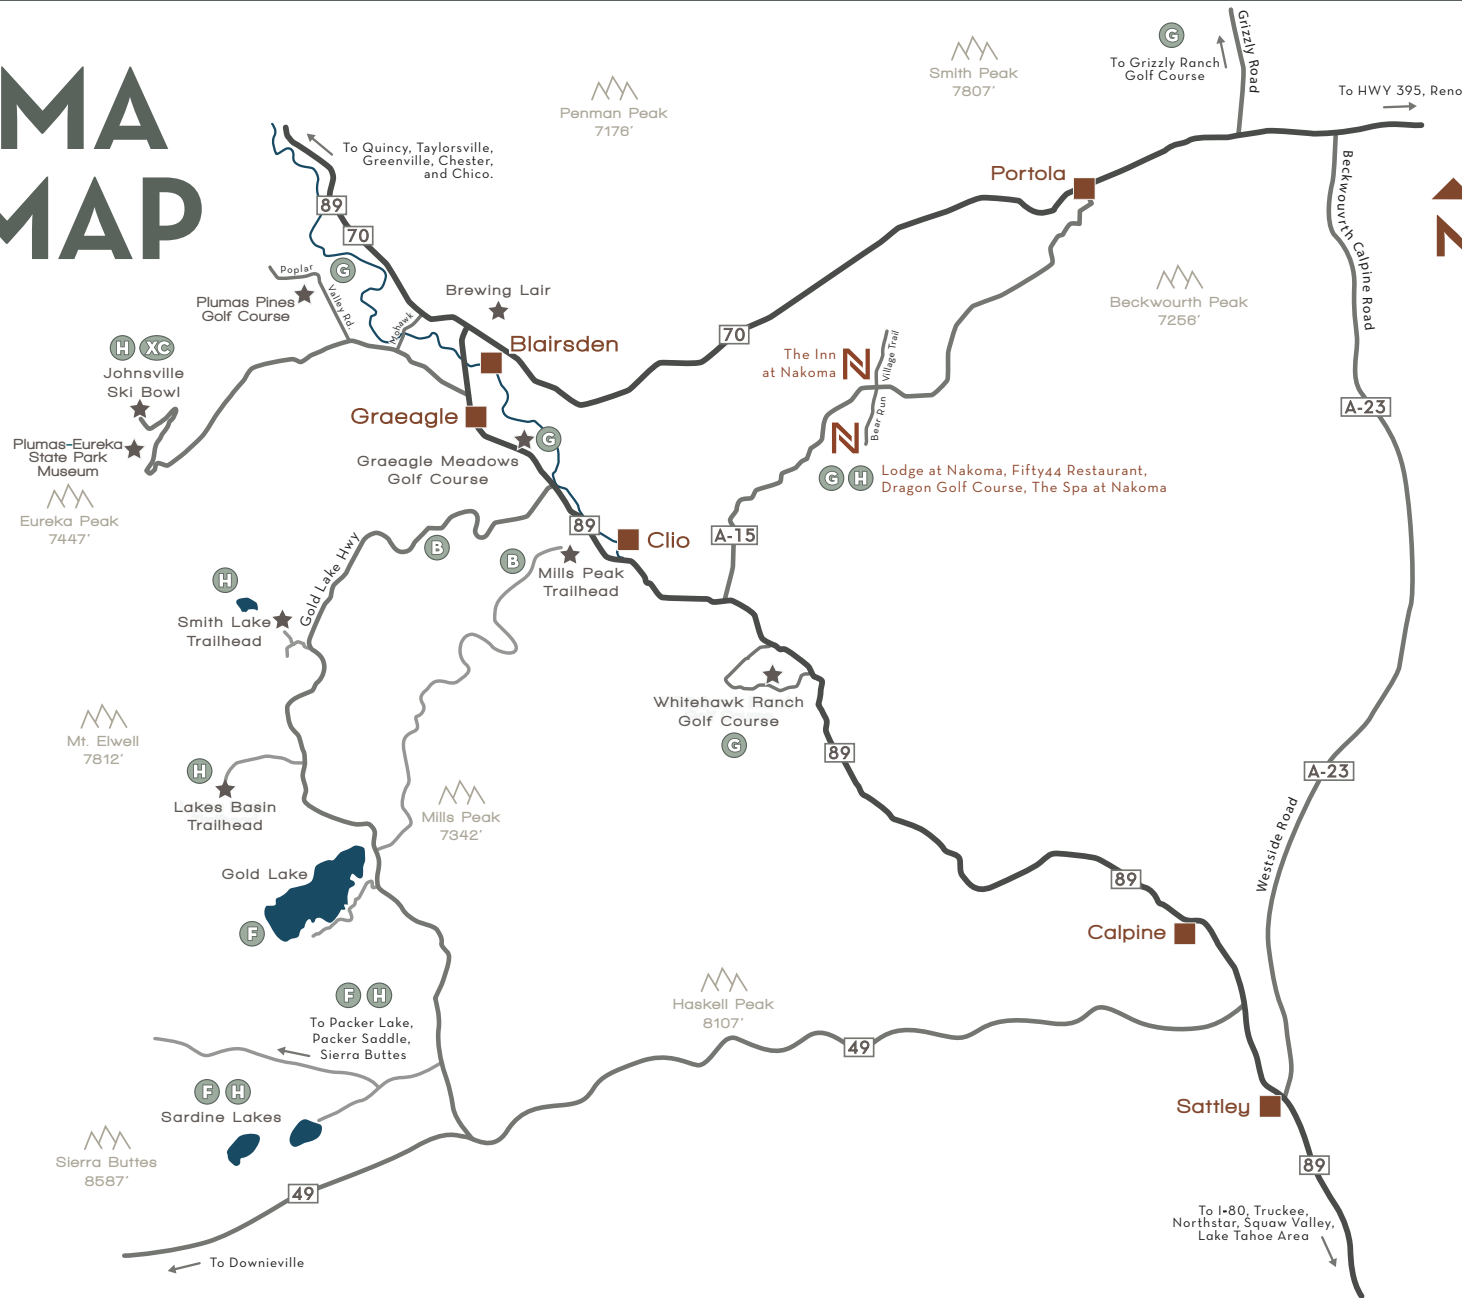 MA
MAP
Penman Peak
7176'
Smith Peak
7807'
G
To Grizzly Ranch
Golf Course
Grizzly Road
To HWY 395, Reno
To Quincy, Taylorsville,
Greenville, Chester,
and Chico.
89
70
Portola
N
Beckwouvrth Calpine Road
Poplar
G
Valley Rd.
Mohawk
Plumas Pines
Golf Course
Brewing Lair
Beckwourth Peak
7256'
H XC
Johnsville
Ski Bowl
Blairsden
70
The Inn
at Nakoma
N
Village Trail
Bear Run
Graeagle
A-23
Plumas-Eureka
State Park
Museum
G
Graeagle Meadows
Golf Course
N
G H
Lodge at Nakoma, Fifty44 Restaurant,
Dragon Golf Course, The Spa at Nakoma
Eureka Peak
7447'
89
Clio
A-15
Gold Lake Hwy
B
B
Mills Peak
Trailhead
H
Smith Lake
Trailhead
Whitehawk Ranch
Golf Course
G
Mt. Elwell
7812'
89
A-23
H
Lakes Basin
Trailhead
Mills Peak
7342'
Westside Road
Gold Lake
F
89
Calpine
F H
To Packer Lake,
Packer Saddle,
Sierra Buttes
Haskell Peak
8107'
49
F H
Sardine Lakes
Sattley
Sierra Buttes
8587'
89
49
To I-80, Truckee,
Northstar, Squaw Valley,
Lake Tahoe Area
To Downieville